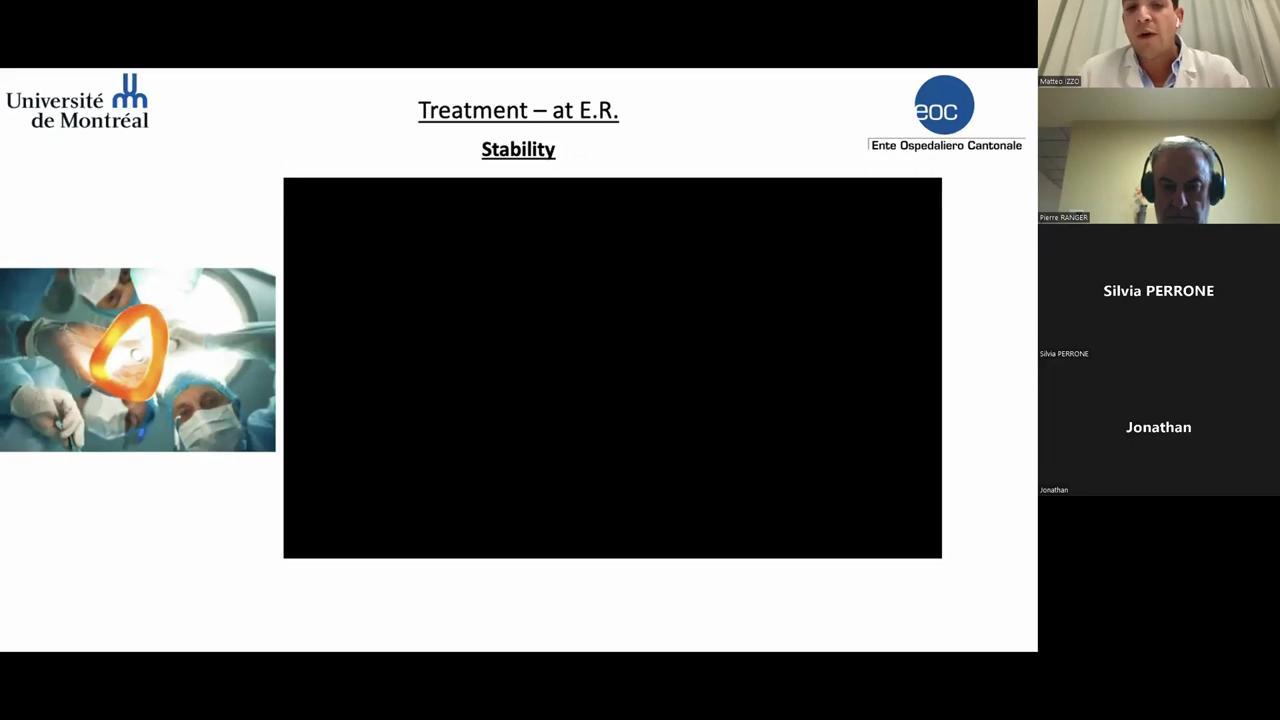 Université
de Montréal
Treatment – at E.R.
Stability
eoc
Ente Ospedaliero Cantonale
Matteo IZZO
Pierre RANGER
Silvia PERRONE
Silvia PERRONE
Jonathan
Jonathan